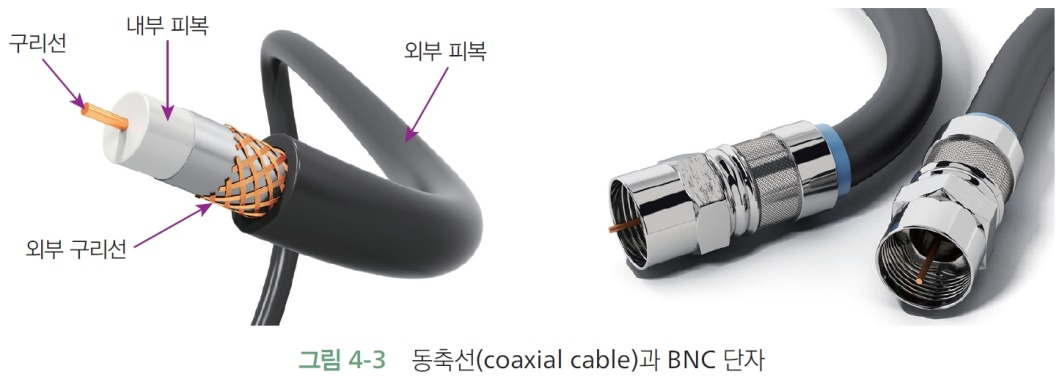 내부 피복
구리선
외부 피복
외부 구리선
그림 4-3 동축선(coaxial cable)과 BNC 단자